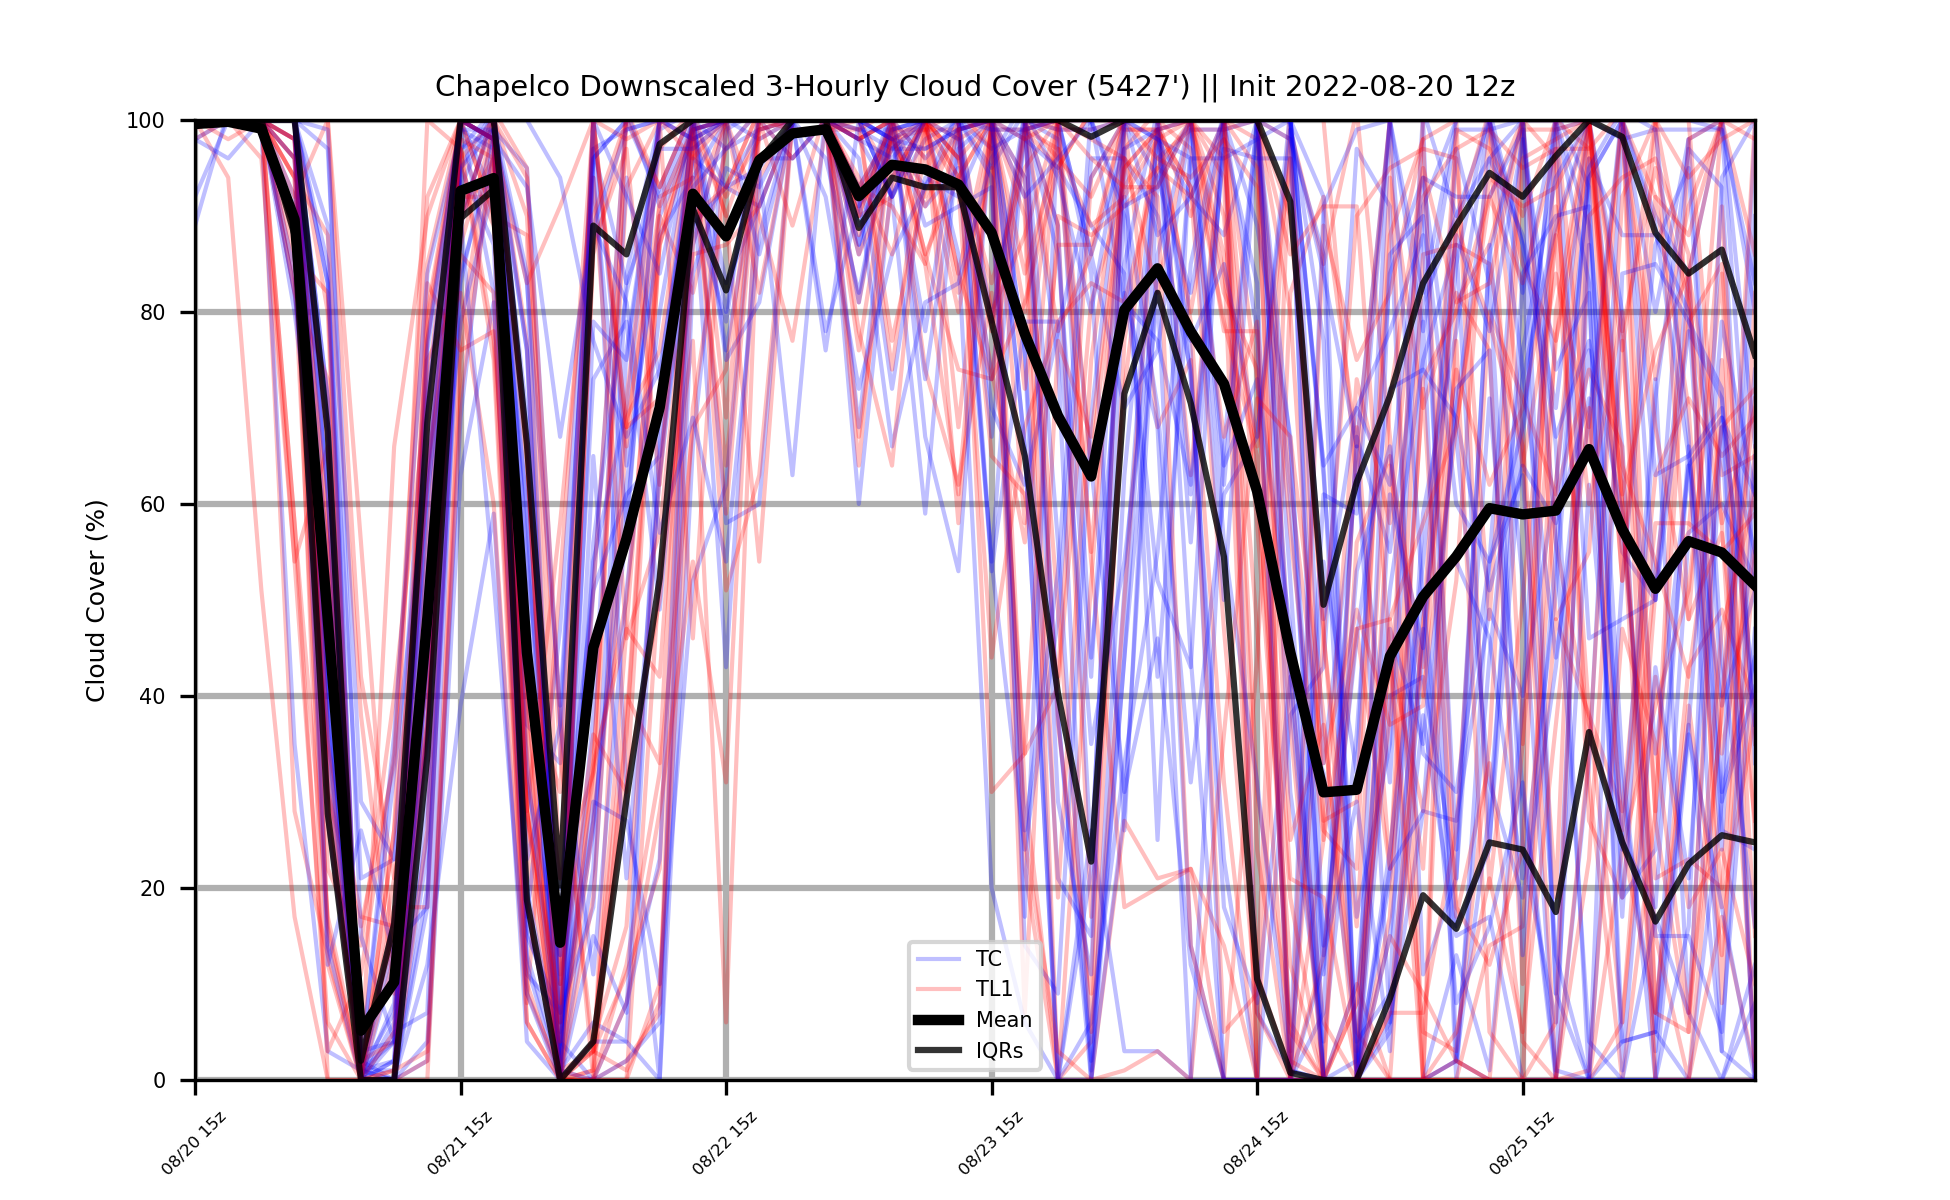 Chapelco Downscaled 3-Hourly Cloud Cover (5427') || Init 2022-08-20 12z
Cloud Cover (%)
100
80
60
40
20
0
TC
TL1
Mean
IQRs
08/20 15z
08/21 15z
08/22 15z
08/23 15z
08/24 15z
08/25 15z